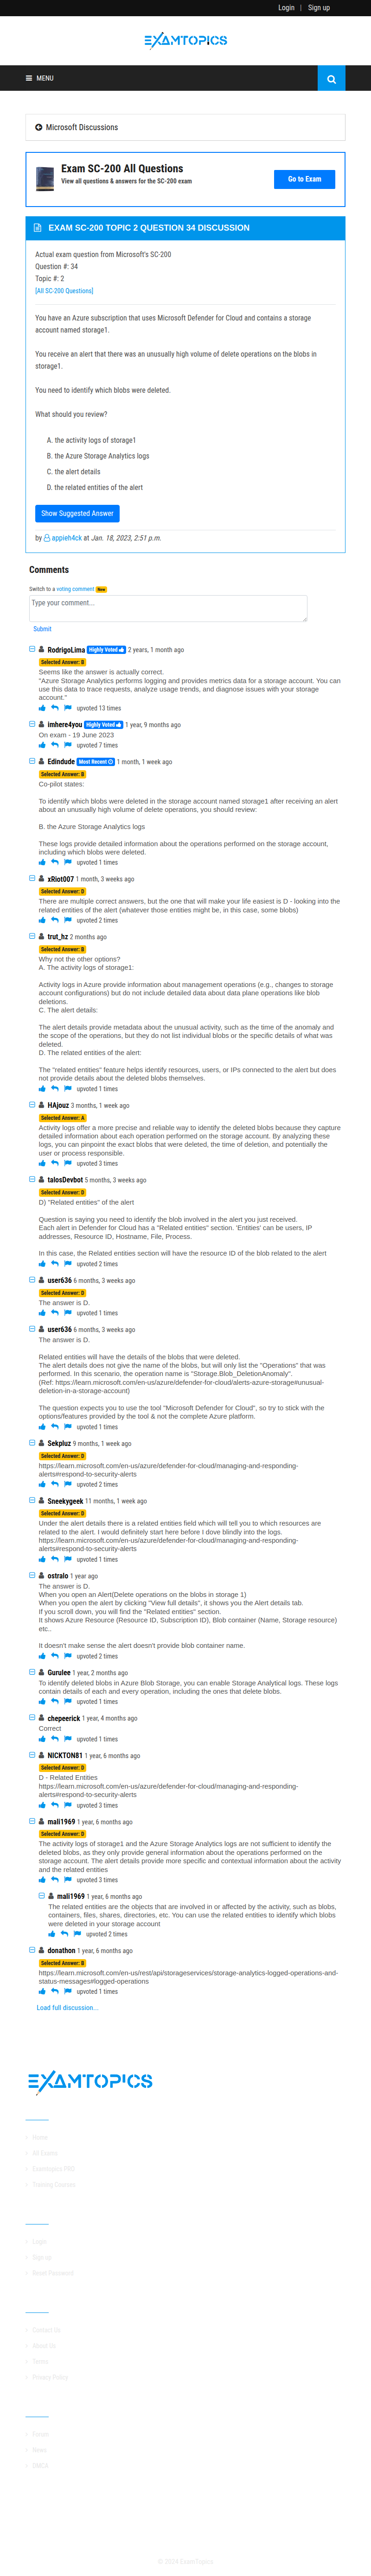 Login | Sign up
EXAMTOPICS
MENU
Microsoft Discussions
Exam SC-200 All Questions
View all questions & answers for the SC-200 exam
Go to Exam
EXAM SC-200 TOPIC 2 QUESTION 34 DISCUSSION
Actual exam question from Microsoft's SC-200
Question #: 34
Topic #: 2
[All SC-200 Questions]
You have an Azure subscription that uses Microsoft Defender for Cloud and contains a storage
account named storage1.
You receive an alert that there was an unusually high volume of delete operations on the blobs in
storage1.
You need to identify which blobs were deleted.
What should you review?
A. the activity logs of storage1
B. the Azure Storage Analytics logs
C. the alert details
D. the related entities of the alert
Show Suggested Answer
by appieh4ck at Jan. 18, 2023, 2:51 p.m.
Comments
Switch to a voting comment New
Type your comment...
Submit
RodrigoLima Highly Voted 2 years, 1 month ago
Selected Answer: B
Seems like the answer is actually correct.
"Azure Storage Analytics performs logging and provides metrics data for a storage account. You can
use this data to trace requests, analyze usage trends, and diagnose issues with your storage
account."
upvoted 13 times
imhere4you Highly Voted 1 year, 9 months ago
On exam - 19 June 2023
upvoted 7 times
Edindude Most Recent 1 month, 1 week ago
Selected Answer: B
Co-pilot states:
To identify which blobs were deleted in the storage account named storage1 after receiving an alert
about an unusually high volume of delete operations, you should review:
B. the Azure Storage Analytics logs
These logs provide detailed information about the operations performed on the storage account,
including which blobs were deleted.
upvoted 1 times
xRiot007 1 month, 3 weeks ago
Selected Answer: D
There are multiple correct answers, but the one that will make your life easiest is D - looking into the
related entities of the alert (whatever those entities might be, in this case, some blobs)
upvoted 2 times
trut_hz 2 months ago
Selected Answer: B
Why not the other options?
A. The activity logs of storage1:
Activity logs in Azure provide information about management operations (e.g., changes to storage
account configurations) but do not include detailed data about data plane operations like blob
deletions.
C. The alert details:
The alert details provide metadata about the unusual activity, such as the time of the anomaly and
the scope of the operations, but they do not list individual blobs or the specific details of what was
deleted.
D. The related entities of the alert:
The "related entities" feature helps identify resources, users, or IPs connected to the alert but does
not provide details about the deleted blobs themselves.
upvoted 1 times
HAjouz 3 months, 1 week ago
Selected Answer: A
Activity logs offer a more precise and reliable way to identify the deleted blobs because they capture
detailed information about each operation performed on the storage account. By analyzing these
logs, you can pinpoint the exact blobs that were deleted, the time of deletion, and potentially the
user or process responsible.
upvoted 3 times
talosDevbot 5 months, 3 weeks ago
Selected Answer: D
D) "Related entities" of the alert
Question is saying you need to identify the blob involved in the alert you just received.
Each alert in Defender for Cloud has a "Related entities" section. 'Entities' can be users, IP
addresses, Resource ID, Hostname, File, Process.
In this case, the Related entities section will have the resource ID of the blob related to the alert
upvoted 2 times
user636 6 months, 3 weeks ago
Selected Answer: D
The answer is D.
upvoted 1 times
user636 6 months, 3 weeks ago
The answer is D.
Related entities will have the details of the blobs that were deleted.
The alert details does not give the name of the blobs, but will only list the "Operations" that was
performed. In this scenario, the operation name is "Storage.Blob_DeletionAnomaly".
(Ref: https://learn.microsoft.com/en-us/azure/defender-for-cloud/alerts-azure-storage#unusual-
deletion-in-a-storage-account)
The question expects you to use the tool "Microsoft Defender for Cloud", so try to stick with the
options/features provided by the tooll & not the complete Azure platform.
upvoted 1 times
Sekpluz 9 months, 1 week ago
Selected Answer: D
https://learn.microsoft.com/en-us/azure/defender-for-cloud/managing-and-responding-
alerts#respond-to-security-alerts
upvoted 2 times
Sneekygeek 11 months, 1 week ago
Selected Answer: D
Under the alert details there is a related entities field which will tell you to which resources are
related to the alert. I would definitely start here before I dove blindly into the logs.
https://learn.microsoft.com/en-us/azure/defender-for-cloud/managing-and-responding-
alerts#respond-to-security-alerts
upvoted 1 times
ostralo 1 year ago
The answer is D.
When you open an Alert(Delete operations on the blobs in storage 1)
When you open the alert by clicking "View full details", it shows you the Alert details tab.
If you scroll down, you will find the "Related entities" section.
It shows Azure Resource (Resource ID, Subscription ID), Blob container (Name, Storage resource)
etc..
It doesn't make sense the alert doesn't provide blob container name.
upvoted 2 times
Gurulee 1 year, 2 months ago
To identify deleted blobs in Azure Blob Storage, you can enable Storage Analytical logs. These logs
contain details of each and every operation, including the ones that delete blobs.
upvoted 1 times
chepeerick 1 year, 4 months ago
Correct
upvoted 1 times
NICKTON81 1 year, 6 months ago
Selected Answer: D
D - Related Entities
https://learn.microsoft.com/en-us/azure/defender-for-cloud/managing-and-responding-
alerts#respond-to-security-alerts
upvoted 3 times
mali1969 1 year, 6 months ago
Selected Answer: D
The activity logs of storage1 and the Azure Storage Analytics logs are not sufficient to identify the
deleted blobs, as they only provide general information about the operations performed on the
storage account. The alert details provide more specific and contextual information about the activity
and the related entities
upvoted 3 times
mali1969 1 year, 6 months ago
The related entities are the objects that are involved in or affected by the activity, such as blobs,
containers, files, shares, directories, etc. You can use the related entities to identify which blobs
were deleted in your storage account
upvoted 2 times
donathon 1 year, 6 months ago
Selected Answer: B
https://learn.microsoft.com/en-us/rest/api/storageservices/storage-analytics-logged-operations-and-
status-messages#logged-operations
upvoted 1 times
Load full discussion...
EXAMTOPICS
Home
All Exams
Examtopics PRO
Training Courses
Login
Sign up
Reset Password
Contact us
About Us
Terms
Privacy Policy
Forum
News
DMCA
© 2024 ExamTopics